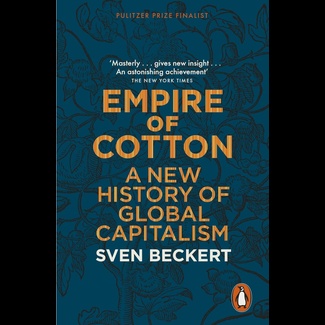 PULITZER PRIZE FINALIST
‘Masterly . . . gives new insight . . .
An astonishing achievement’
THE NEW YORK TIMES
EMPIRE
OF
COTTON
A NEW
HISTORY OF
GLOBAL
CAPITALISM
SVEN BECKERT